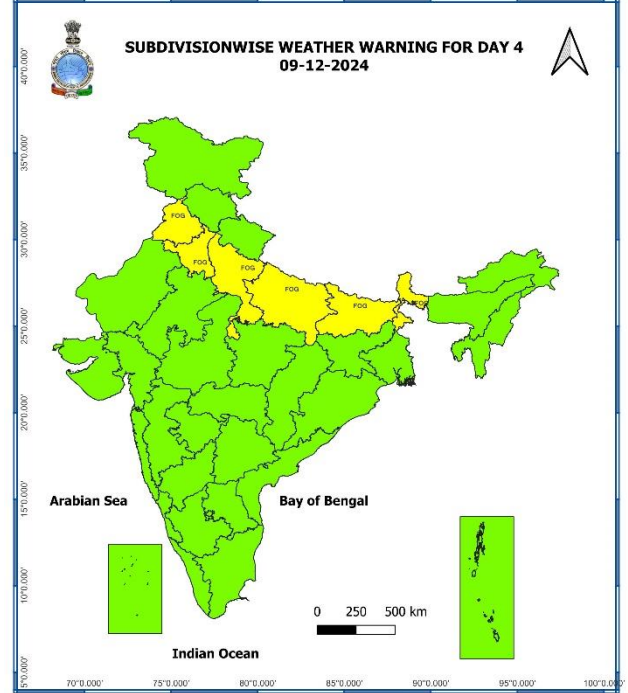 SUBDIVISIONWISE WEATHER WARNING FOR DAY 4
09-12-2024
40°0.000'
35°0.000'
30°0.000'
25°0.000'
20°0.000'
15°0.000'
10°0.000'
5°0.000'
FOG
FOG
FOG
FOG
FOG
FOG
Arabian Sea
Bay of Bengal
0 250 500 km
Indian Ocean
70°0.000' 75°0.000' 80°0.000' 85°0.000' 90°0.000' 95°0.000' 100°0.000'